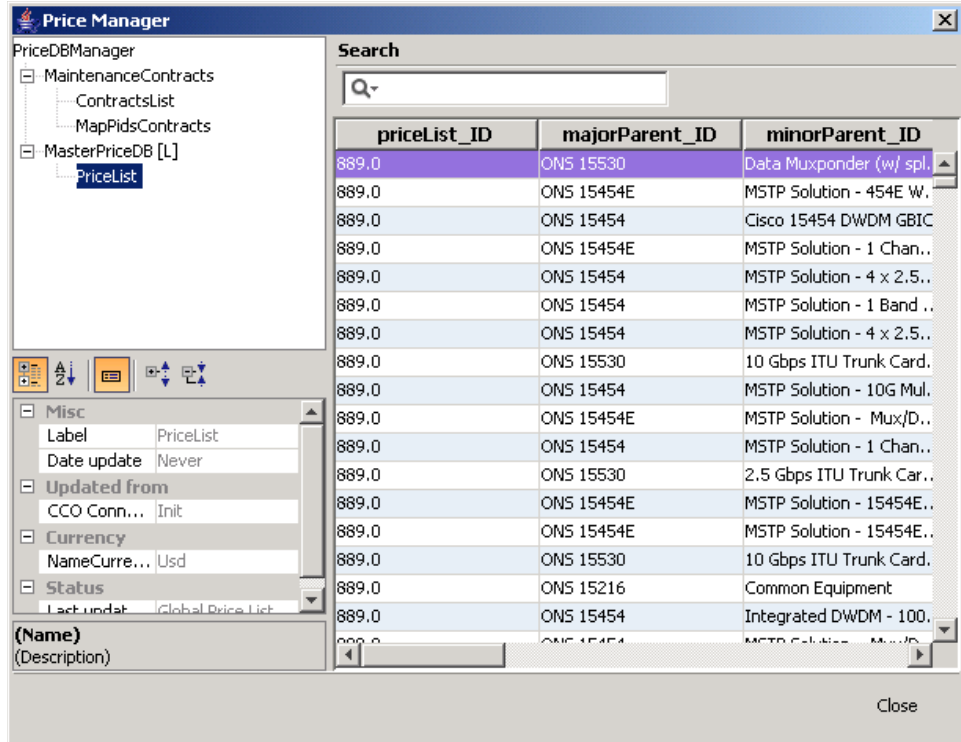 Price Manager
PriceDBManager
MaintenanceContracts
ContractsList
MapPidsContracts
MasterPriceDB [L]
PriceList
Misc
Label PriceList
Date update Never
Updated from
CCO Conn... Init
Currency
NameCurre... Usd
Status
Last updat Global Price List
(Name)
(Description)
Search
priceList_ID majorParent_ID minorParent_ID
889.0 ONS 15530 Data Muxponder (w/ spl.
889.0 ONS 15454E MSTP Solution - 454E W.
889.0 ONS 15454 Cisco 15454 DWDM GBIC
889.0 ONS 15454E MSTP Solution - 1 Chan..
889.0 ONS 15454 MSTP Solution - 4 x 2.5..
889.0 ONS 15454 MSTP Solution - 1 Band ..
889.0 ONS 15454 MSTP Solution - 4 x 2.5..
889.0 ONS 15530 10 Gbps ITU Trunk Card.
889.0 ONS 15454 MSTP Solution - 10G Mul.
889.0 ONS 15454E MSTP Solution - Mux/D..
889.0 ONS 15454 MSTP Solution - 1 Chan..
889.0 ONS 15530 2.5 Gbps ITU Trunk Car..
889.0 ONS 15454E MSTP Solution - 15454E..
889.0 ONS 15454E MSTP Solution - 15454E..
889.0 ONS 15530 10 Gbps ITU Trunk Card.
889.0 ONS 15216 Common Equipment
889.0 ONS 15454 Integrated DWDM - 100.
Close